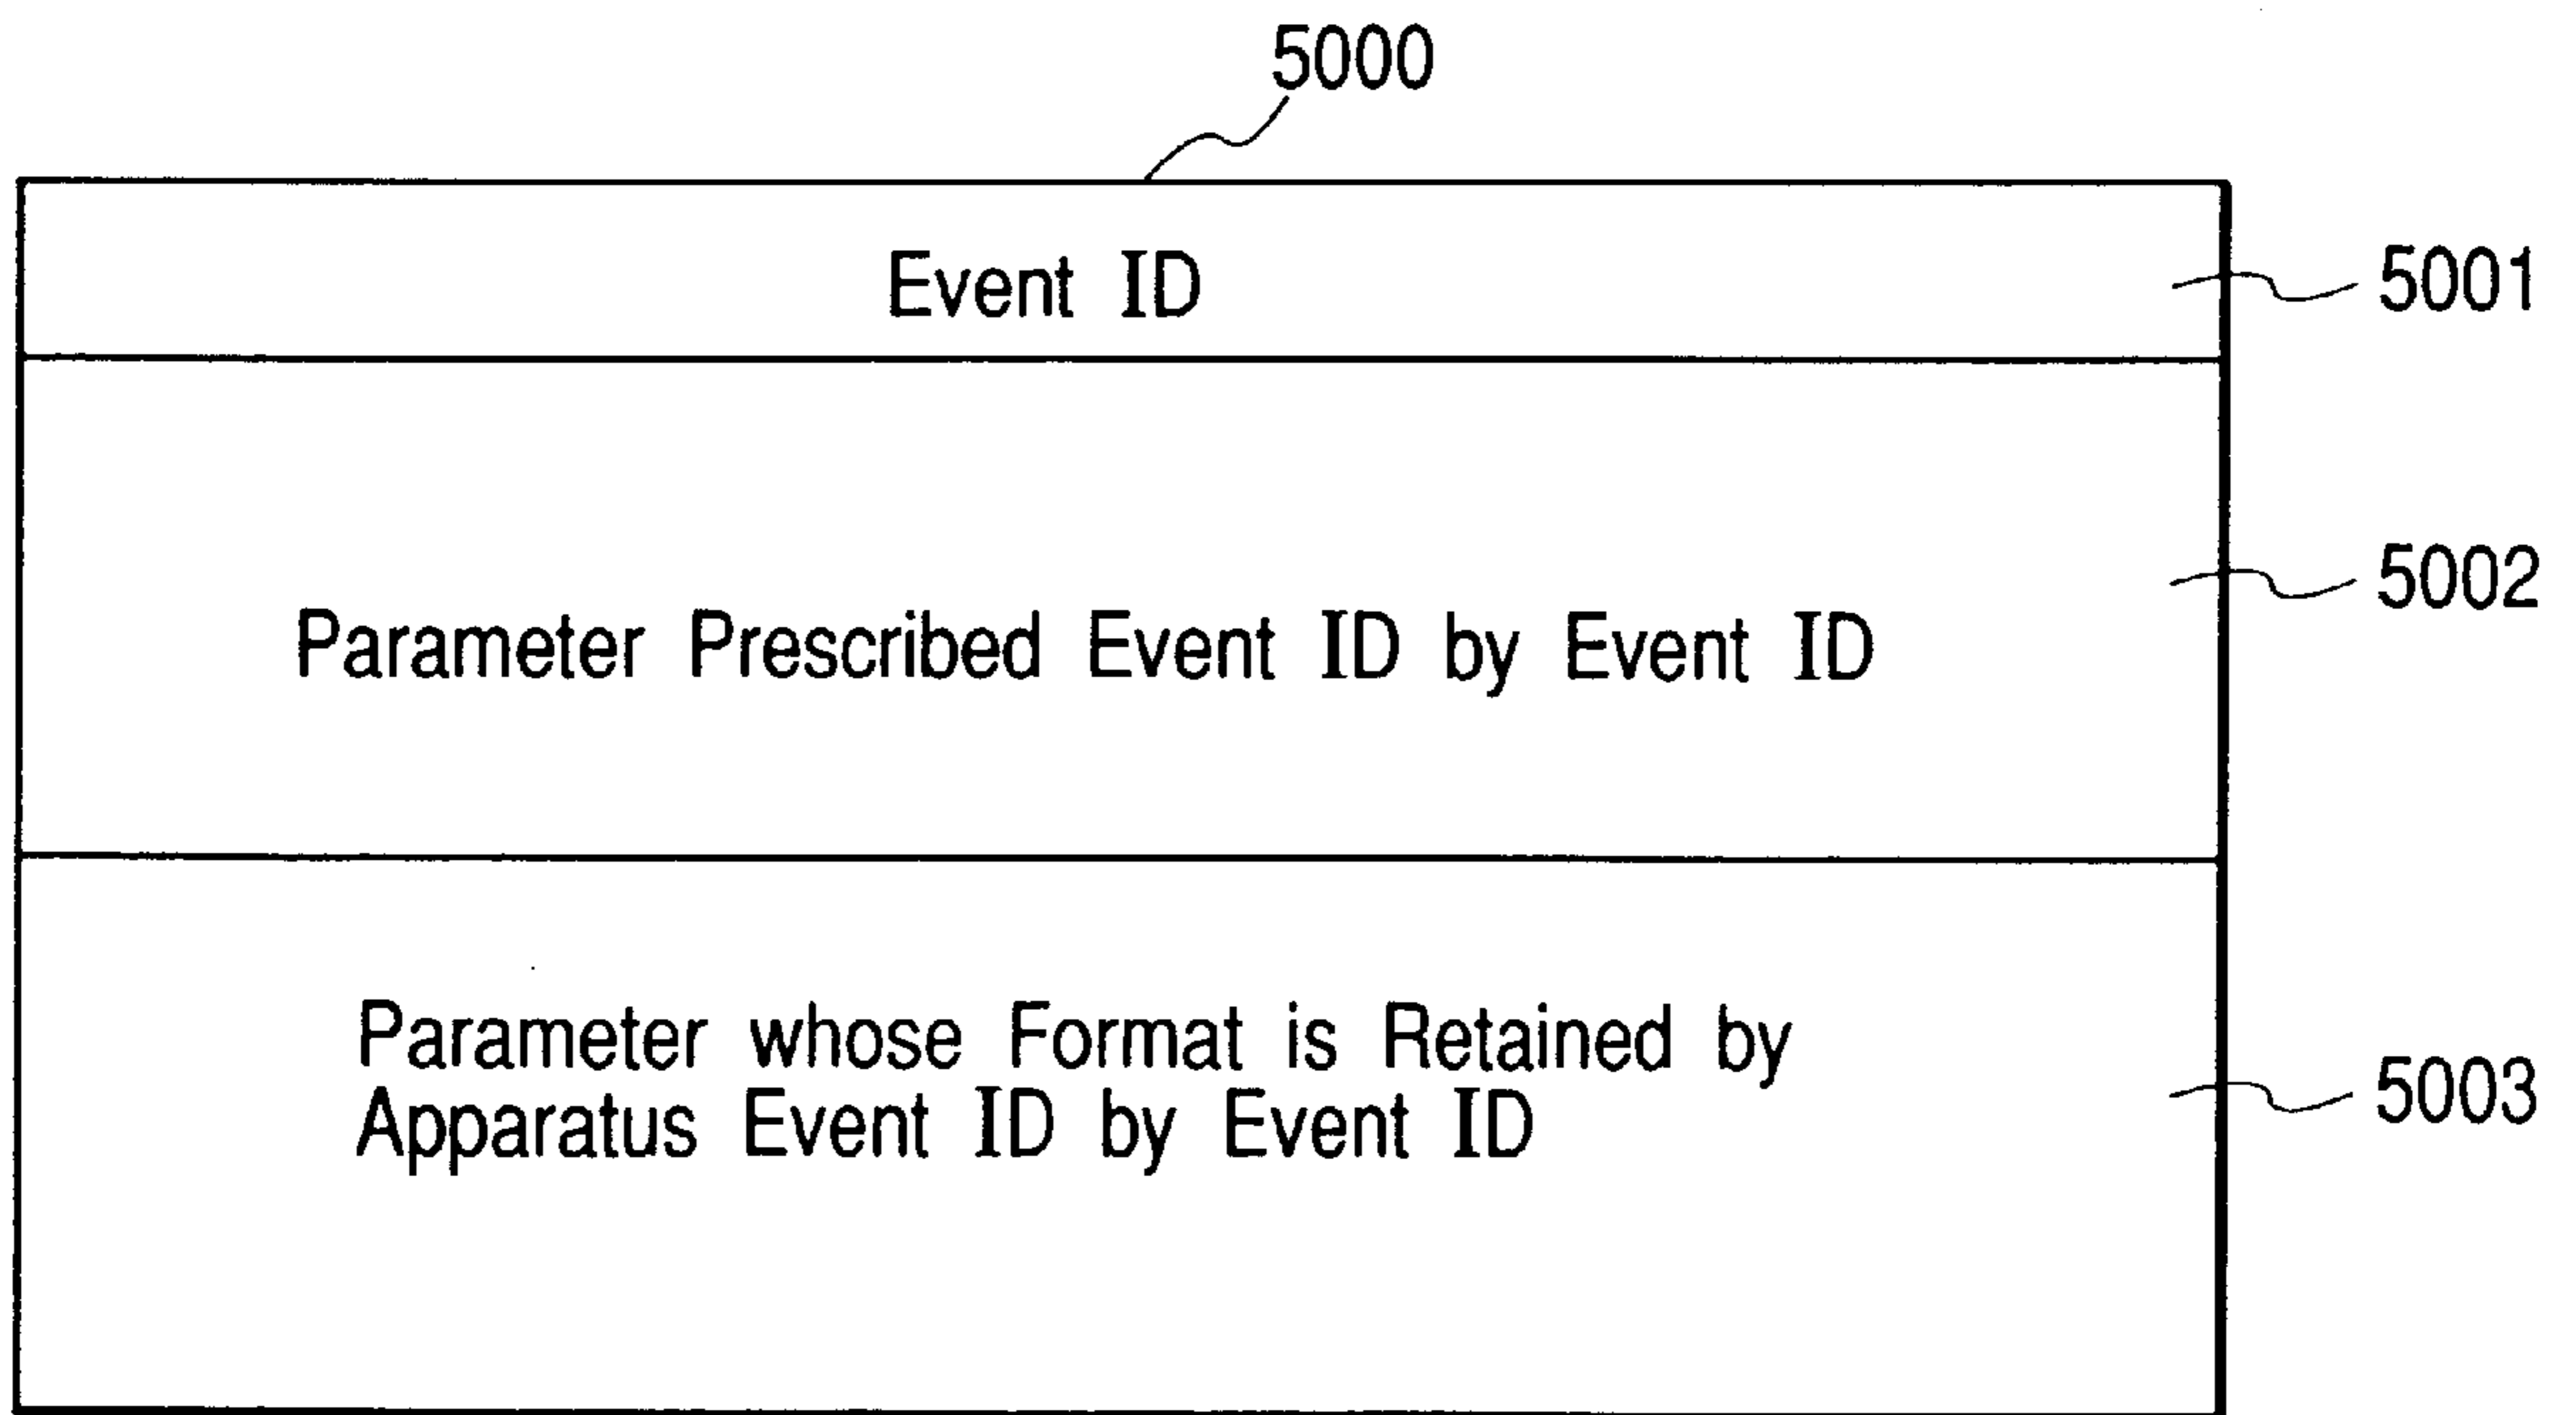 5000
Event ID
5001
5002
Parameter Prescribed Event ID by Event ID
Parameter whose Format is Retained by
Apparatus Event ID by Event ID
5003